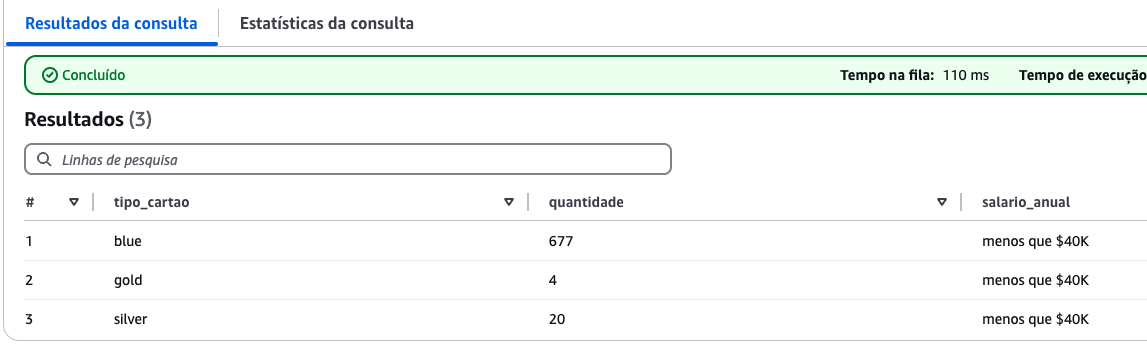 Resultados da consulta Estatísticas da consulta
Concluído Tempo na fila: 110 ms Tempo de execução
Resultados (3)
Linhas de pesquisa
# tipo_cartao quantidade salario_anual
1 blue 677 menos que $40K
2 gold 4 menos que $40K
3 silver 20 menos que $40K